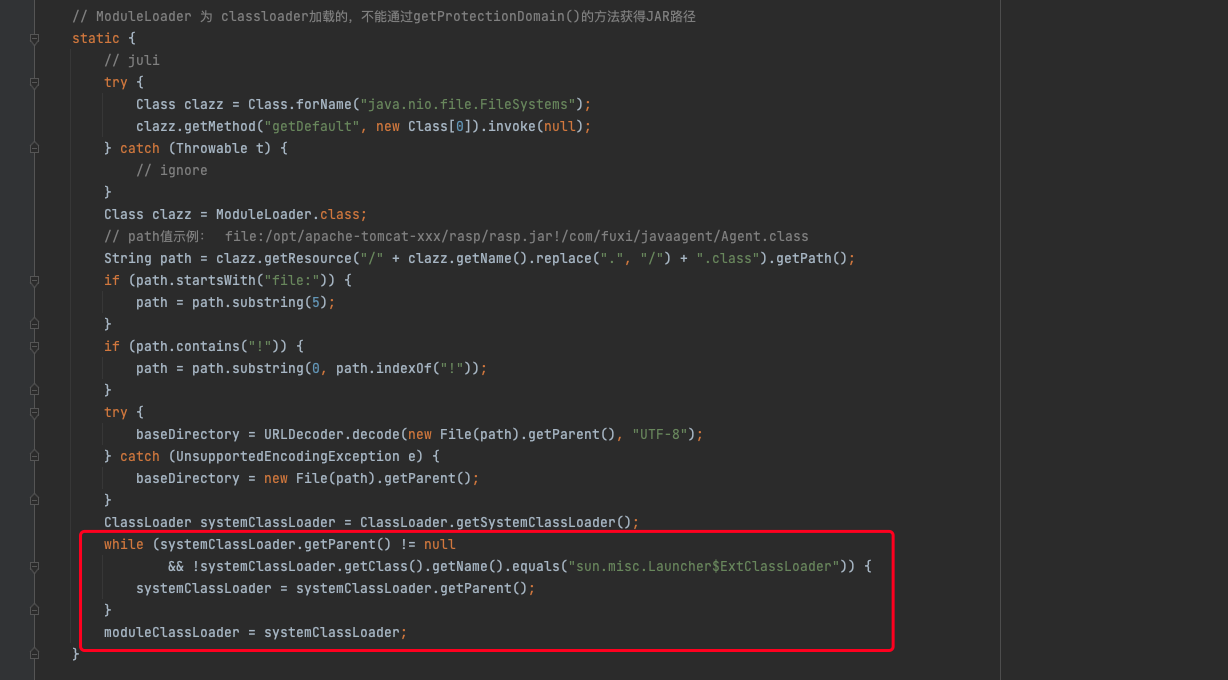 // ModuleLoader 为 classloader加载的，不能通过getProtectionDomain()的方法获得JAR路径
static {
// juli
try {
Class clazz = Class.forName("java.nio.file.FileSystems");
clazz.getMethod("getDefault", new Class[0]).invoke(null);
} catch (Throwable t) {
// ignore
}
Class clazz = ModuleLoader.class;
// path值示例： file:/opt/apache-tomcat-xxx/rasp/rasp.jar!/com/fuxi/javaagent/Agent.class
String path = clazz.getResource("/" + clazz.getName().replace(".", "/") + ".class").getPath();
if (path.startsWith("file:")) {
path = path.substring(5);
}
if (path.contains("!")) {
path = path.substring(0, path.indexOf("!"));
}
try {
baseDirectory = URLDecoder.decode(new File(path).getParent(), "UTF-8");
} catch (UnsupportedEncodingException e) {
baseDirectory = new File(path).getParent();
}
ClassLoader systemClassLoader = ClassLoader.getSystemClassLoader();
while (systemClassLoader.getParent() != null
&& !systemClassLoader.getClass().getName().equals("sun.misc.Launcher$ExtClassLoader")) {
systemClassLoader = systemClassLoader.getParent();
}
moduleClassLoader = systemClassLoader;
}